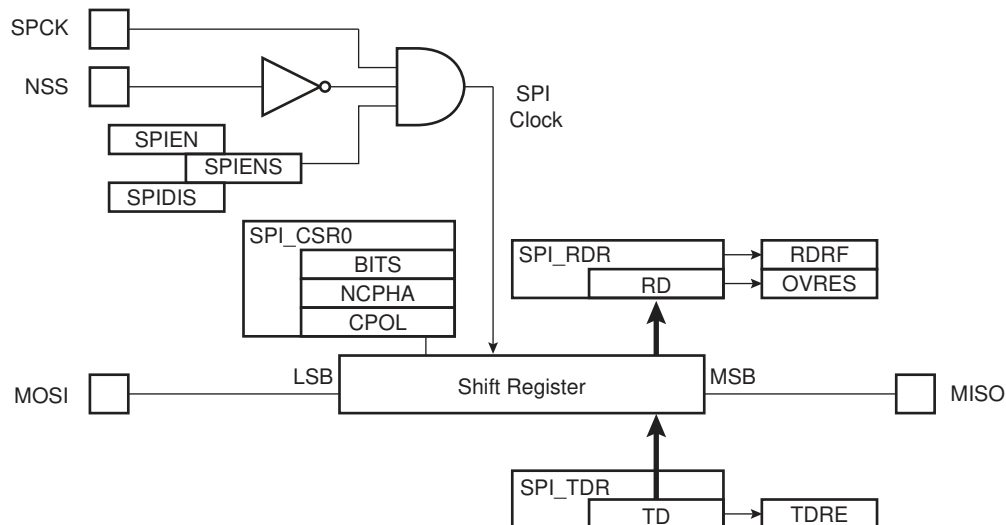 SPCK
NSS
SPI
Clock
SPIEN
SPIENS
SPIDIS
SPI_CSR0
BITS
NCPHA
CPOL
SPI_RDR
RD
RDRF
OVRES
MOSI
LSB
Shift Register
MSB
MISO
SPI_TDR
TD
TDRE